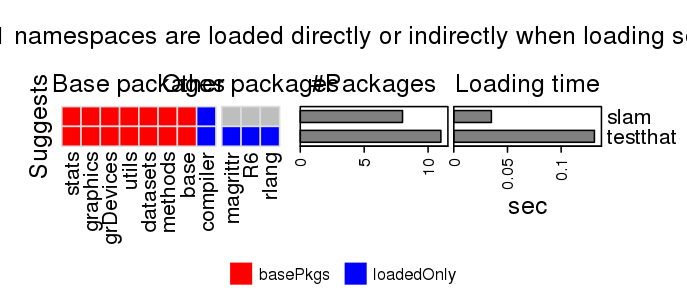 namespaces are loaded directly or indirectly when loading
Base packages Other packages #Packages Loading time
Suggests
slam
testthat
stats graphics grDevices utils datasets methods base compiler magrittr R6 rlang
0 5 10 0 0.05 0.1
sec
basePkgs loadedOnly